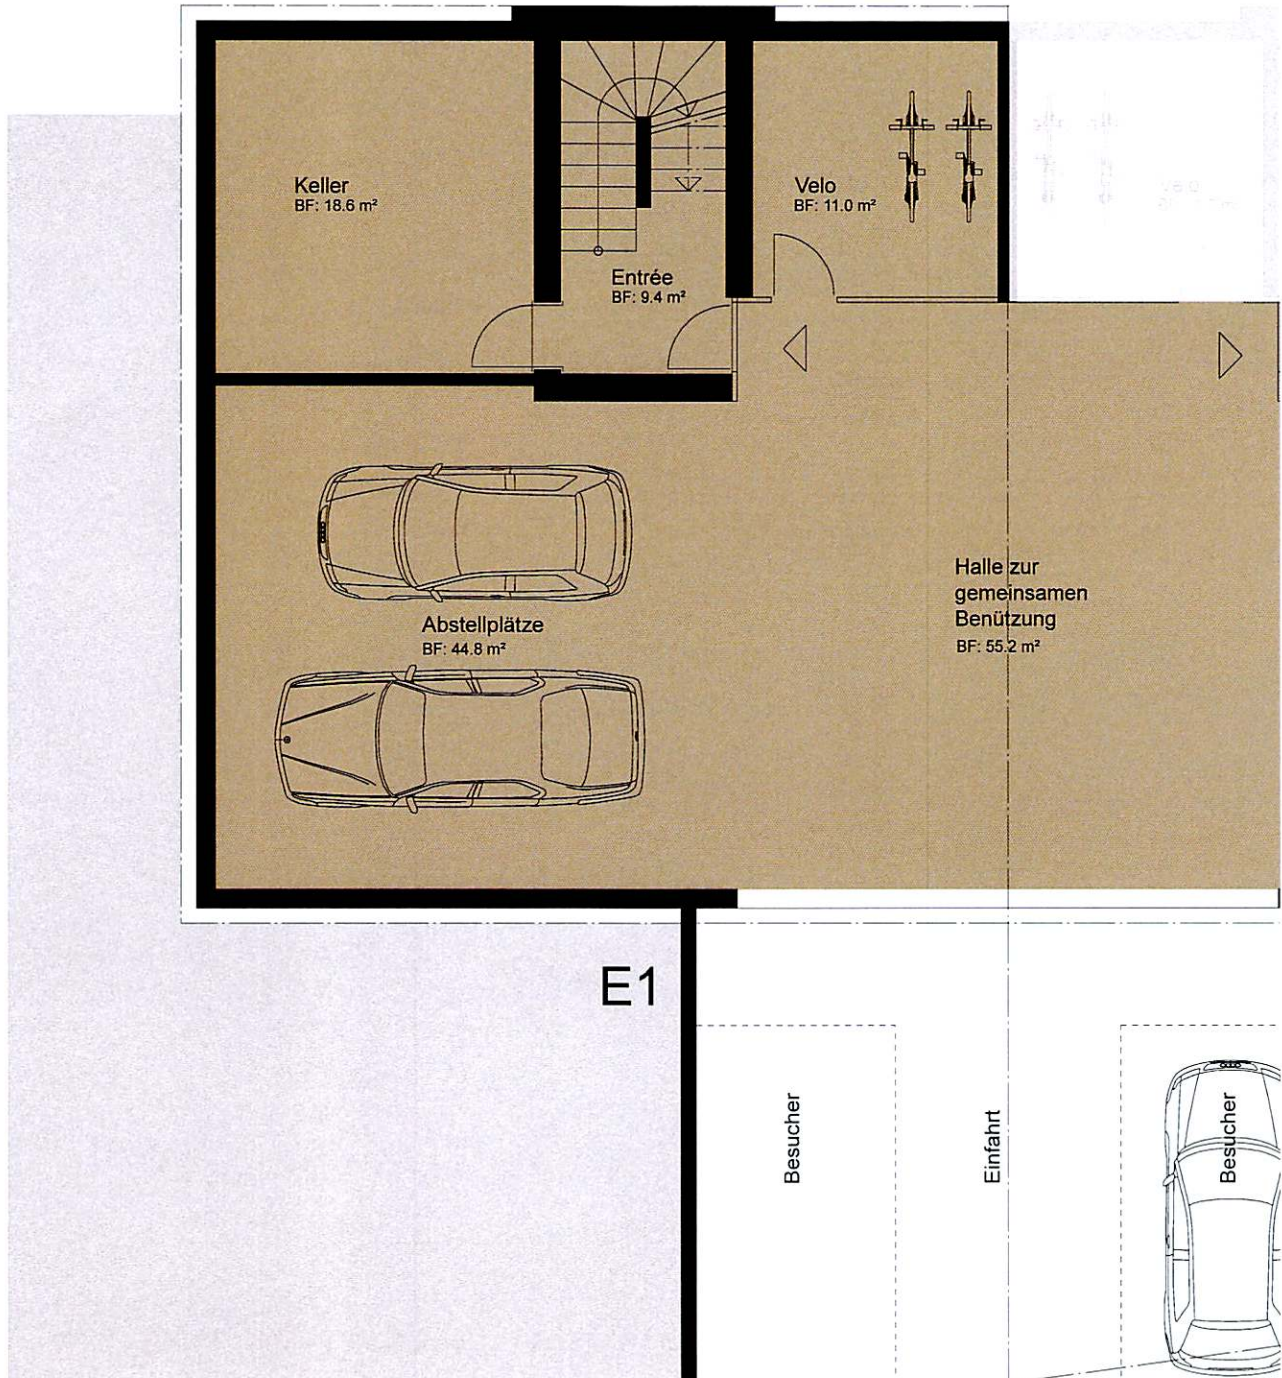 Keller
BF: 18.6 m²
Velo
BF: 11.0 m²
Entrée
BF: 9.4 m²
Abstellplätze
BF: 44.8 m²
Halle zur
gemeinsamen
Benützung
BF: 55.2 m²
E1
Besucher
Einfahrt
Besucher